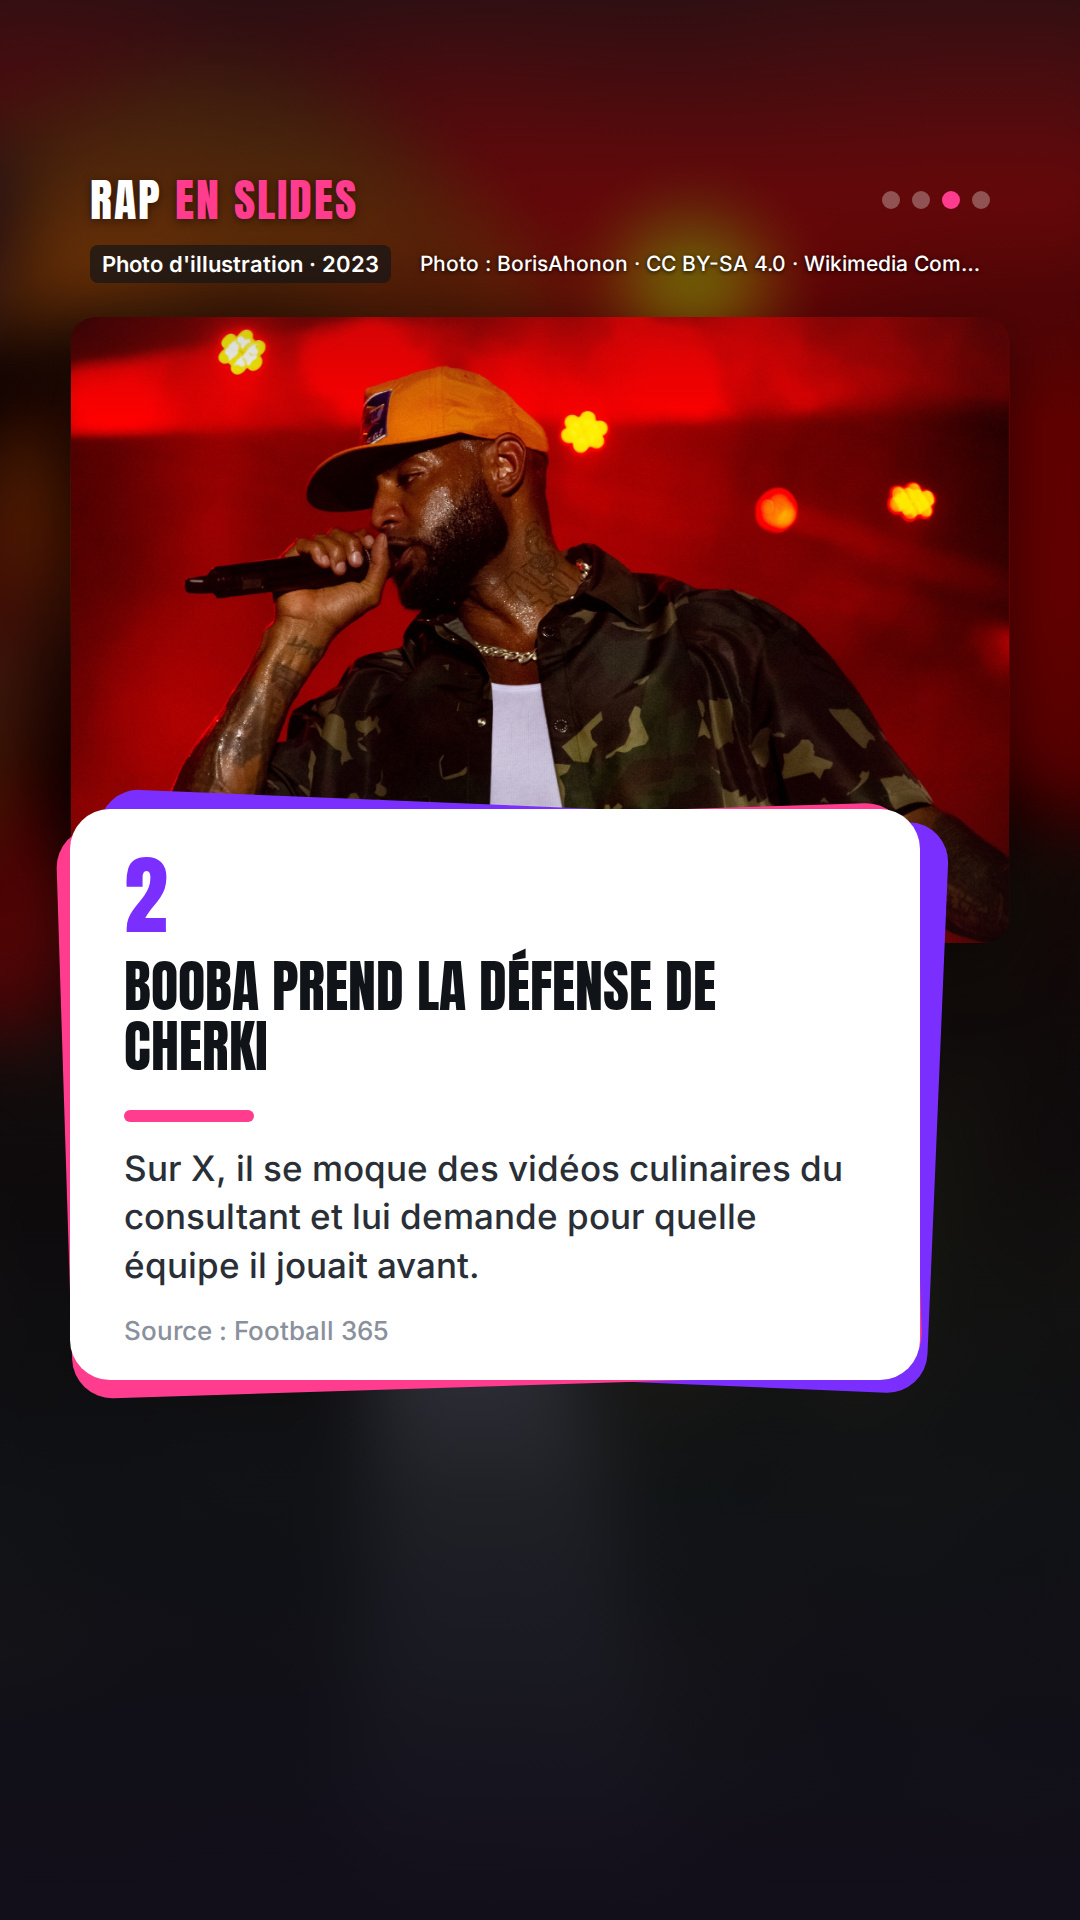 RAP EN SLIDES
Photo d'illustration · 2023
Photo : BorisAhonon · CC BY-SA 4.0 · Wikimedia Com...
2
BOOBA PREND LA DÉFENSE DE
CHERKI
Sur X, il se moque des vidéos culinaires du
consultant et lui demande pour quelle
équipe il jouait avant.
Source : Football 365